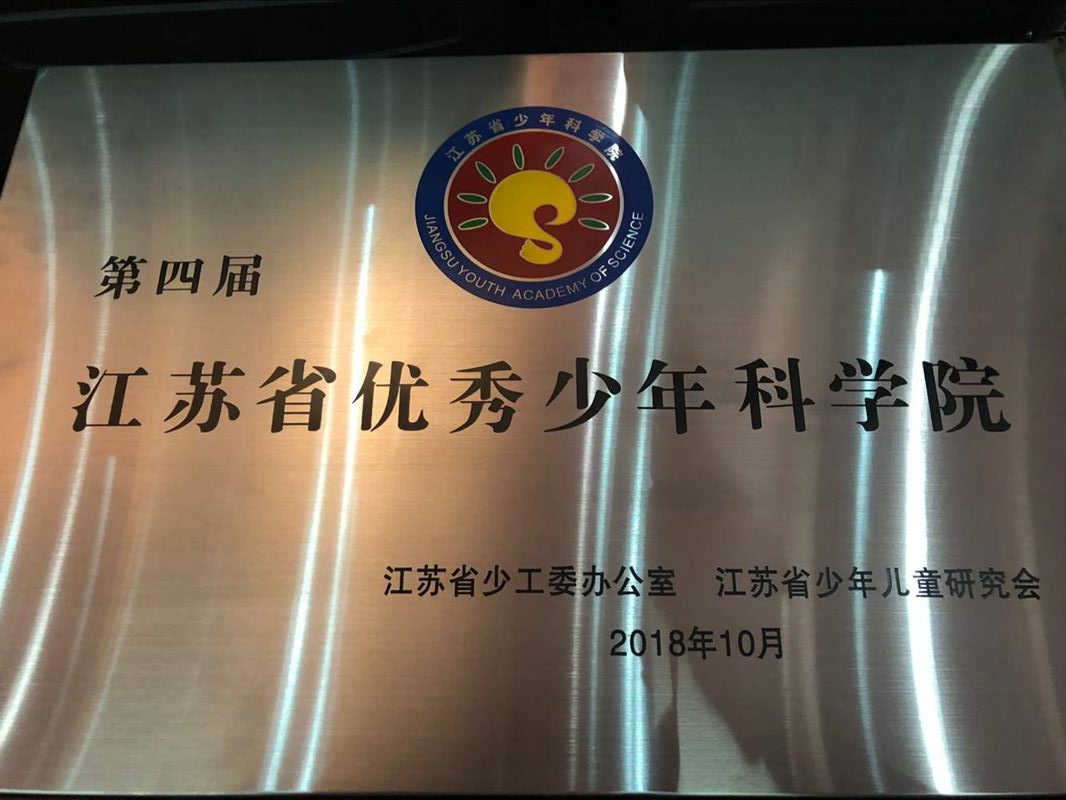 江苏省少年科学院
JIANGSU YOUTH ACADEMY OF SCIENCE
第四届
江苏省优秀少年科学院
江苏省少工委办公室 江苏省少年儿童研究会
2018年10月